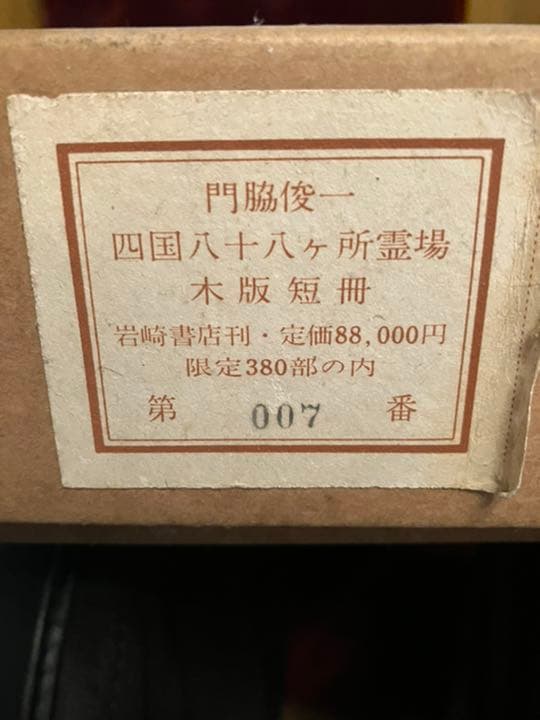 門脇俊一
四国八十八ヶ所霊場
木版短冊
岩崎書店刊・定価88,000円
限定380部の内
第 007 番